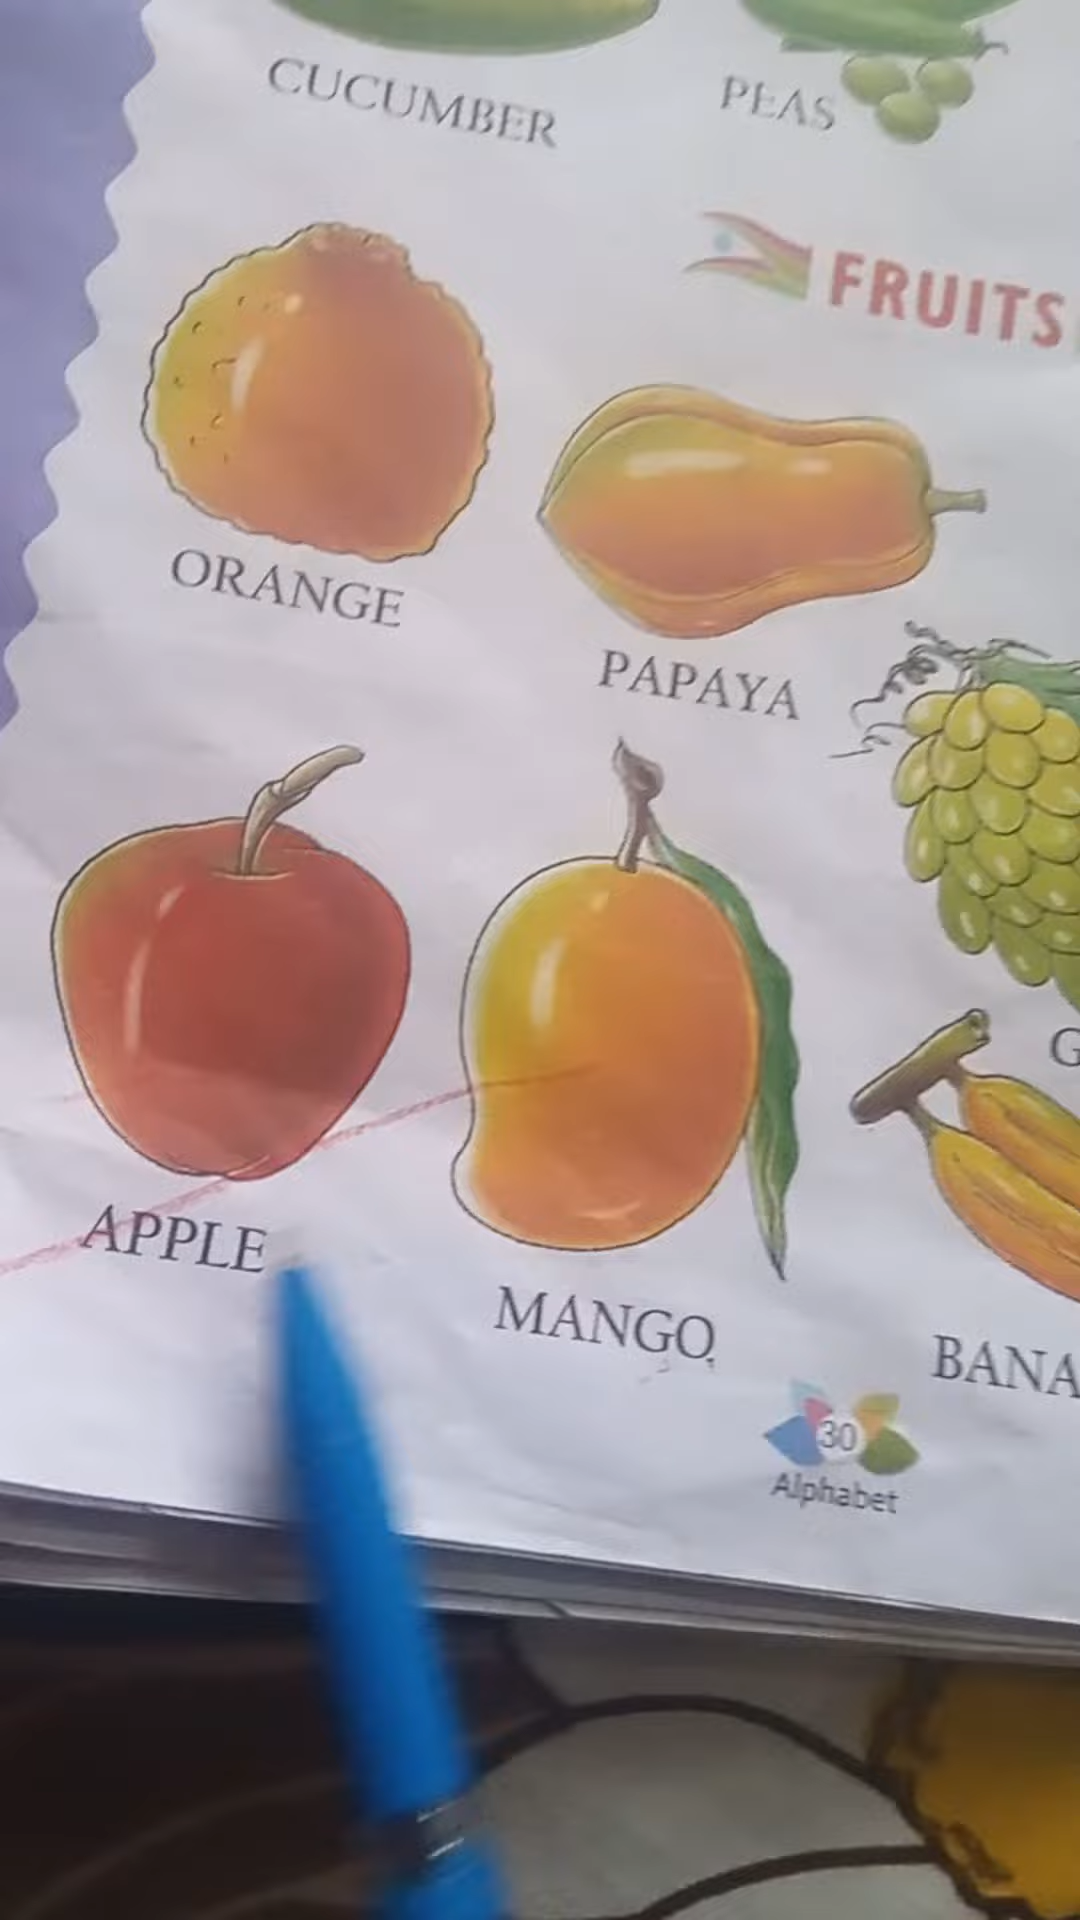 CUCUMBER
PEAS
FRUITS
ORANGE
PAPAYA
APPLE
MANGO
30
Alphabet